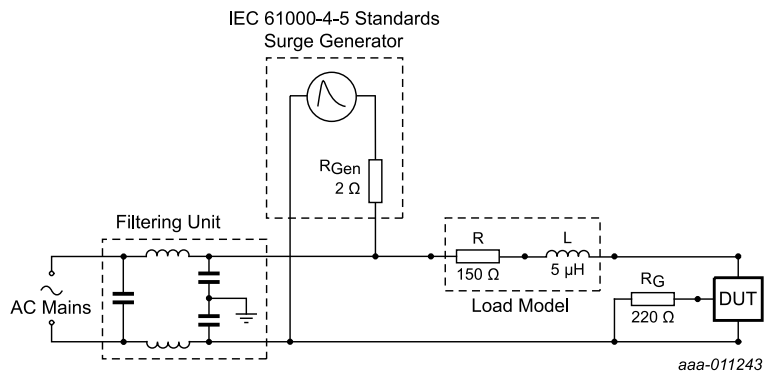 IEC 61000-4-5 Standards
Surge Generator
RGen
2 Ω
Filtering Unit
AC Mains
R
150 Ω
L
5 μH
Load Model
RG
220 Ω
DUT
aaa-011243